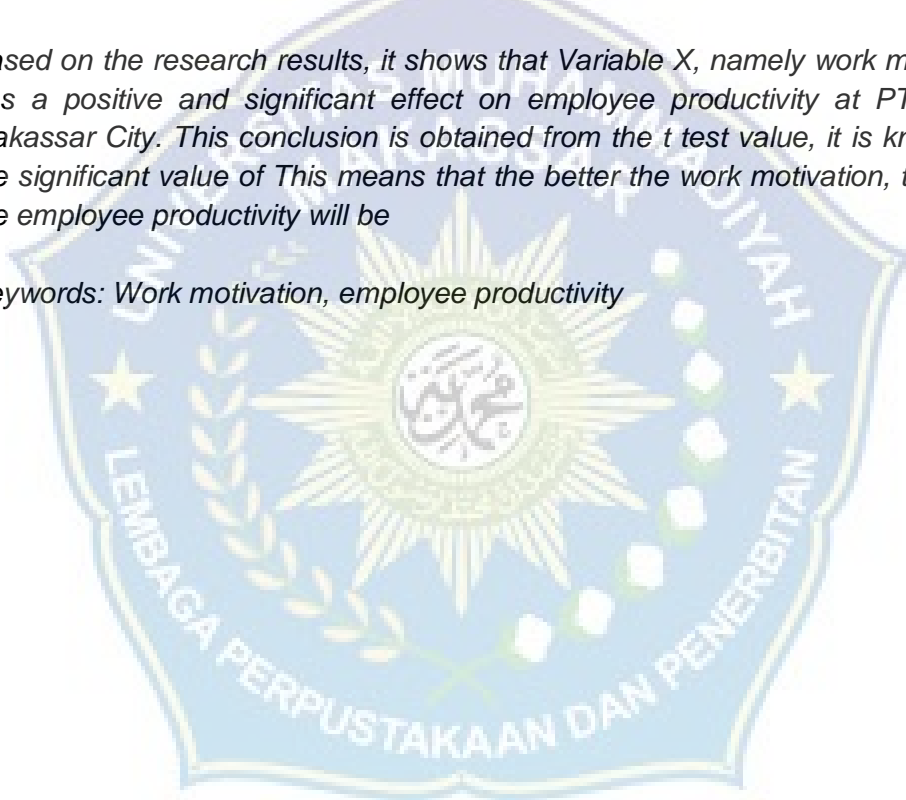 ased on the research results, it shows that Variable X, namely work m
s a positive and significant effect on employee productivity at PT
akassar City. This conclusion is obtained from the t test value, it is kn
e significant value of This means that the better the work motivation, t
e employee productivity will be
eywords: Work motivation, employee productivity
UNIVERSITAS MUHAMMADIYAH
MAKASSAR
LEMBAGA PERPUSTAKAAN DAN PENERBITAN